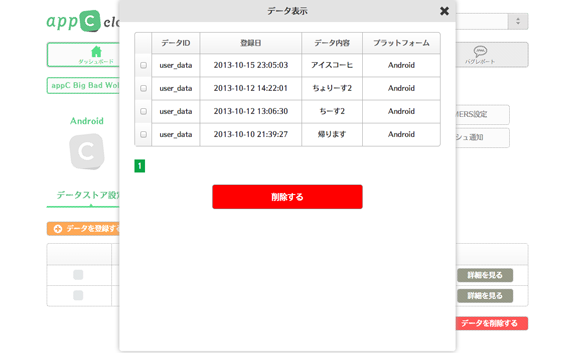 データ表示
appC clo
ダッシュボード
バグレポート
appC Big Bad Wol
データID 登録日 データ内容 プラットフォーム
user_data 2013-10-15 23:05:03 アイスコーヒ Android
user_data 2013-10-12 14:22:01 ちょりーす2 Android
user_data 2013-10-12 13:06:30 ちーす2 Android
user_data 2013-10-10 21:39:27 帰ります Android
MERS設定
Android
シュ通知
C
1
データストア設定
削除する
データを登録する
詳細を見る
詳細を見る
データを削除する